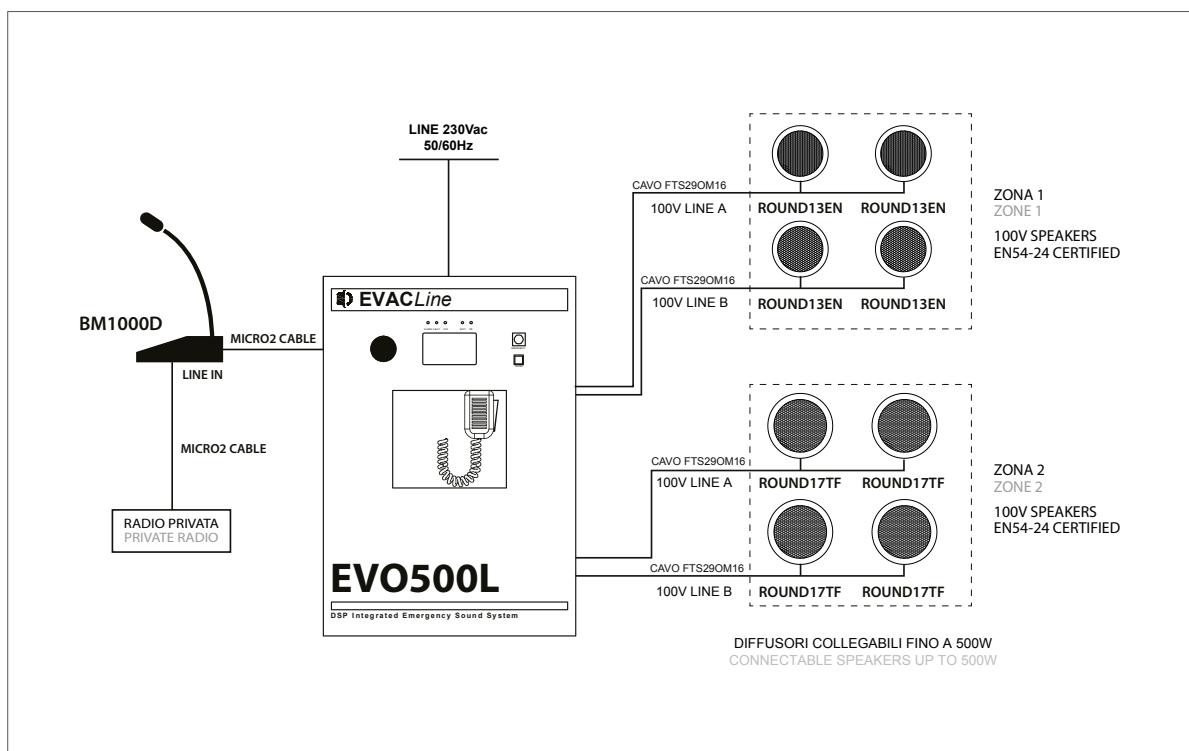 LINE 230Vac
50/60Hz
BM1000D
MICRO2 CABLE
LINE IN
MICRO2 CABLE
RADIO PRIVATA
PRIVATE RADIO
EVACLine
EVO500L
DSP Integrated Emergency Sound System
CAVO FTS29OM16
100V LINE A
CAVO FTS29OM16
100V LINE B
ROUND13EN ROUND13EN
ROUND13EN ROUND13EN
ZONA 1
ZONE 1
100V SPEAKERS
EN54-24 CERTIFIED
CAVO FTS29OM16
100V LINE A
CAVO FTS29OM16
100V LINE B
ROUND17TF ROUND17TF
ROUND17TF ROUND17TF
ZONA 2
ZONE 2
100V SPEAKERS
EN54-24 CERTIFIED
DIFFUSORI COLLEGABILI FINO A 500W
CONNECTABLE SPEAKERS UP TO 500W